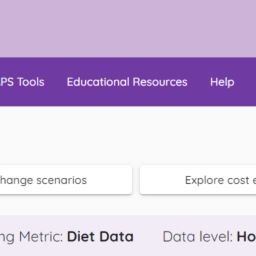 PS Tools Educational Resources Help
hange scenarios Explore cost e
ng Metric: Diet Data Data level: Ho